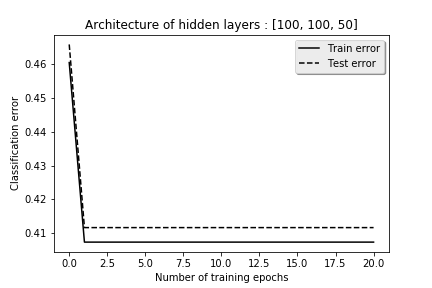 Architecture of hidden layers : [100, 100, 50]
Train error
Test error
0.46
0.45
0.44
0.43
0.42
0.41
Classification error
0.0 2.5 5.0 7.5 10.0 12.5 15.0 17.5 20.0
Number of training epochs